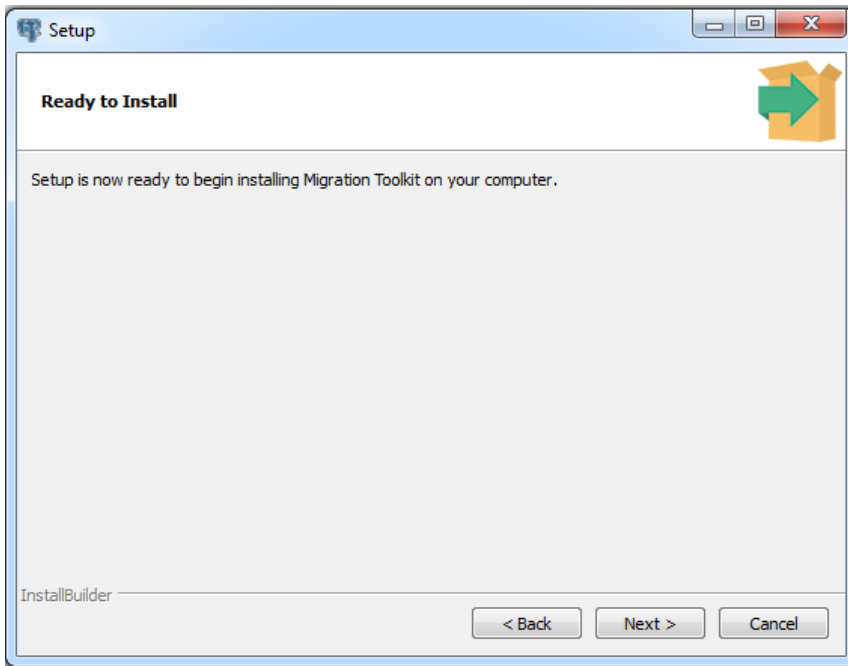 Setup
Ready to Install
Setup is now ready to begin installing Migration Toolkit on your computer.
InstallBuilder
< Back
Next >
Cancel